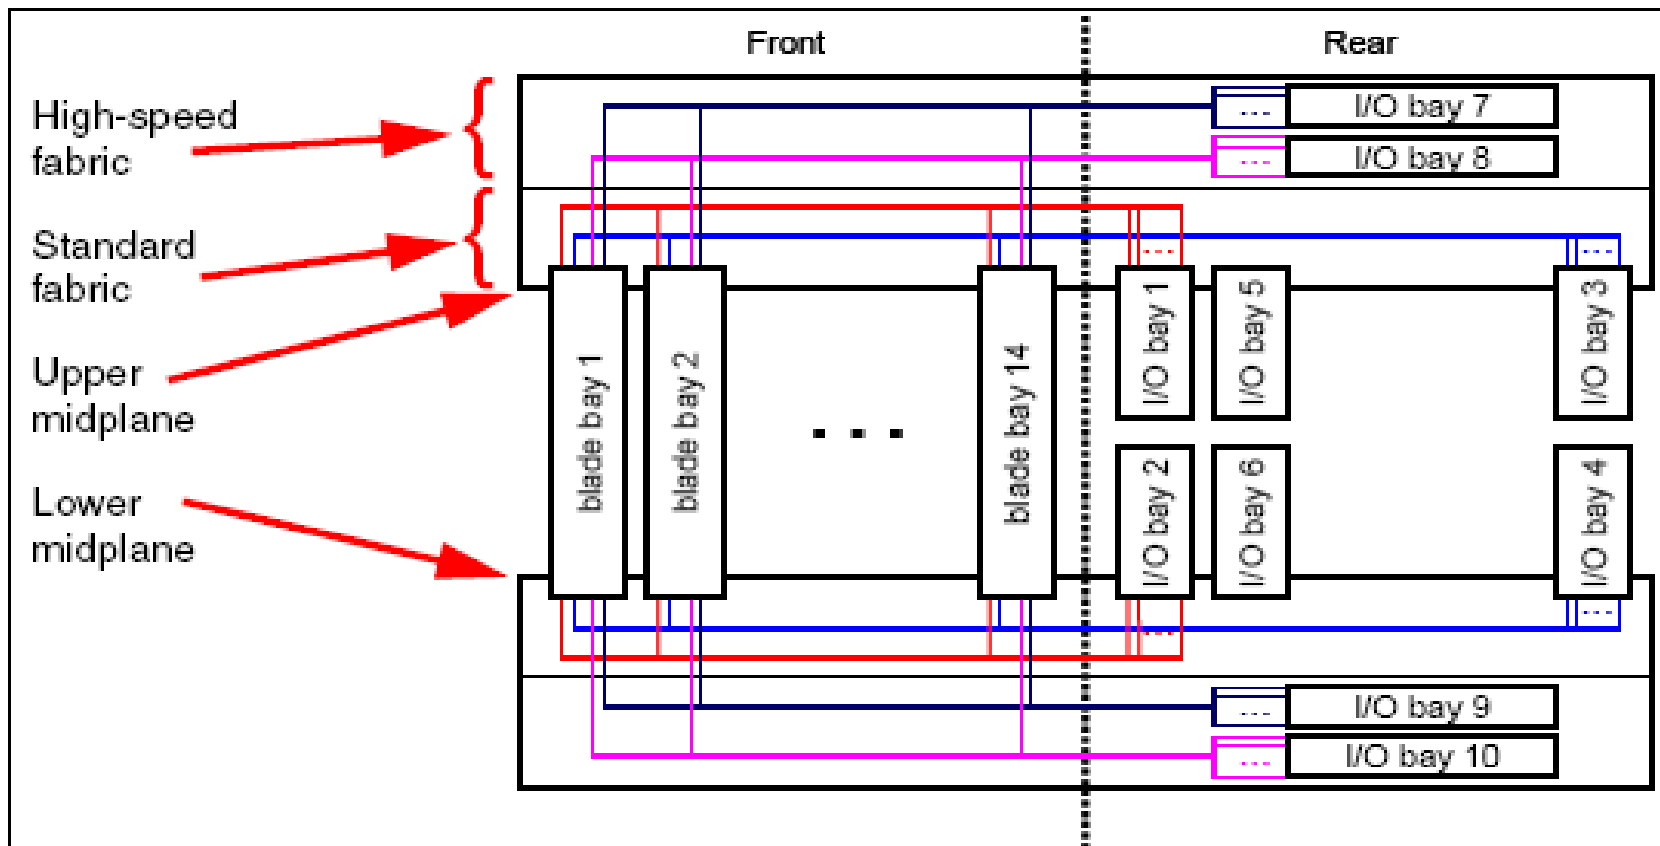 Front
Rear
High-speed
fabric
Standard
fabric
Upper
midplane
Lower
midplane
I/O bay 7
I/O bay 8
blade bay 1
blade bay 2
. . .
blade bay 14
I/O bay 1
I/O bay 5
I/O bay 3
I/O bay 2
I/O bay 6
I/O bay 4
I/O bay 9
I/O bay 10